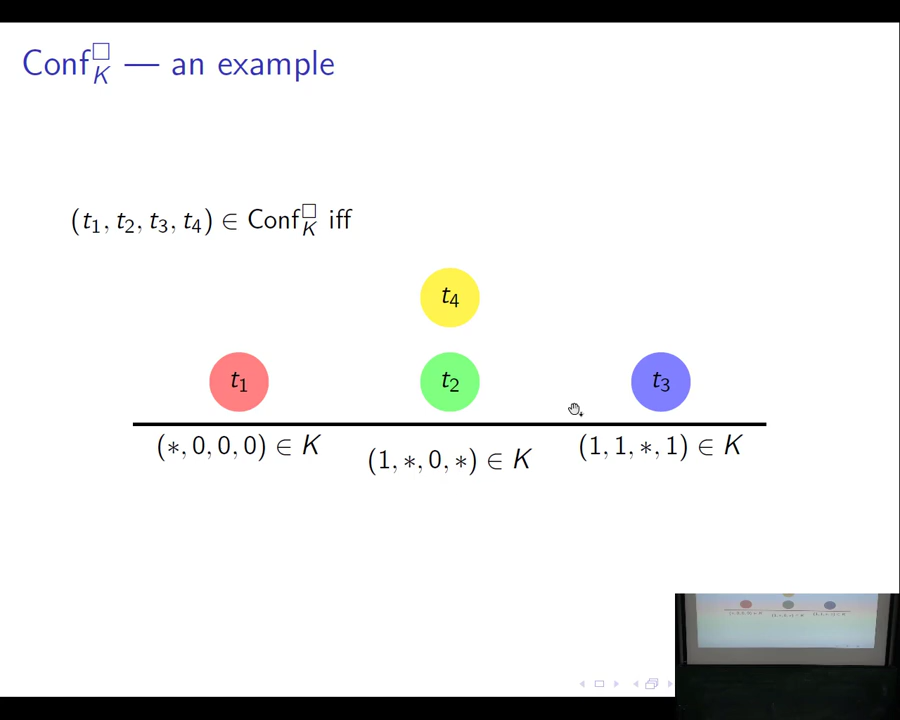 Conf□K — an example
(t1, t2, t3, t4) ∈ Conf□K iff
t4
t1 t2 t3
(∗, 0, 0, 0) ∈ K (1, ∗, 0, ∗) ∈ K (1, 1, ∗, 1) ∈ K